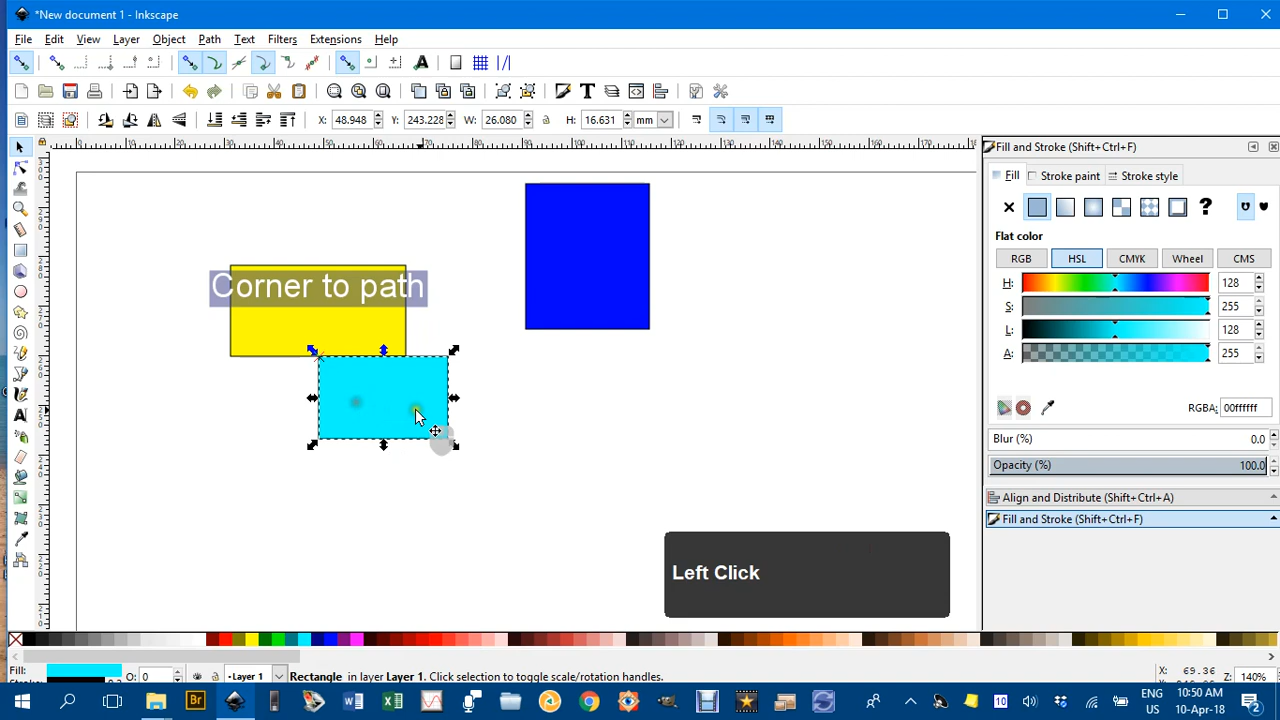 *New document 1 - Inkscape
File Edit View Layer Object Path Text Filters Extensions Help
X: 48.948 Y: 243.228 W: 26.080 H: 16.631 mm
Fill and Stroke (Shift+Ctrl+F)
Fill Stroke paint Stroke style
Flat color
RGB HSL CMYK Wheel CMS
H: 128
S: 255
L: 128
A: 255
RGBA: 00ffffff
Blur (%) 0.0
Opacity (%) 100.0
Align and Distribute (Shift+Ctrl+A)
Fill and Stroke (Shift+Ctrl+F)
Corner to path
Left Click
Fill: O: 0 Layer 1 Rectangle in layer Layer 1. Click selection to toggle scale/rotation handles. X: 69.36 Z: 140%
Br 10 ENG 10:50 AM
US 10-Apr-18 2